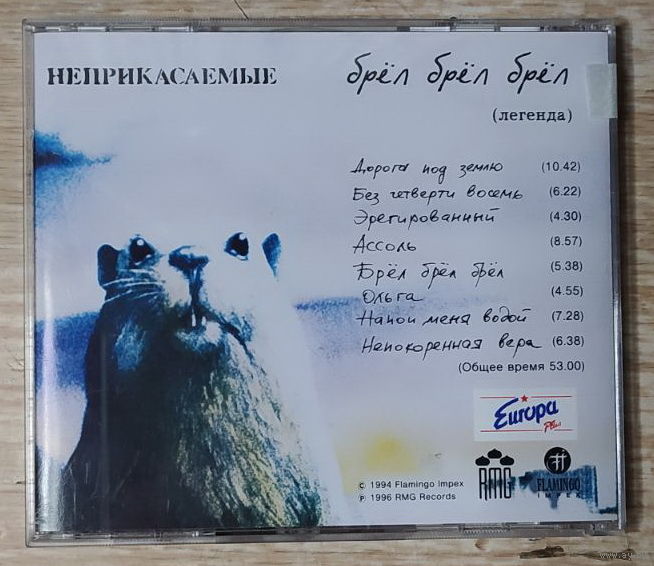 НЕПРИКАСАЕМЫЕ
брёл брёл брёл
(легенда)
Дорога под землю (10.42)
Без четверти восемь (6.22)
Эрегированный (4.30)
Ассоль (8.57)
Брёл брёл брёл (5.38)
Ольга (4.55)
Напои меня водой (7.28)
Непокоренная вера (6.38)
(Общее время 53.00)
Europa
Plus
© 1994 Flamingo Impex
℗ 1996 RMG Records
RMG
FLAMINGO
IMPEX